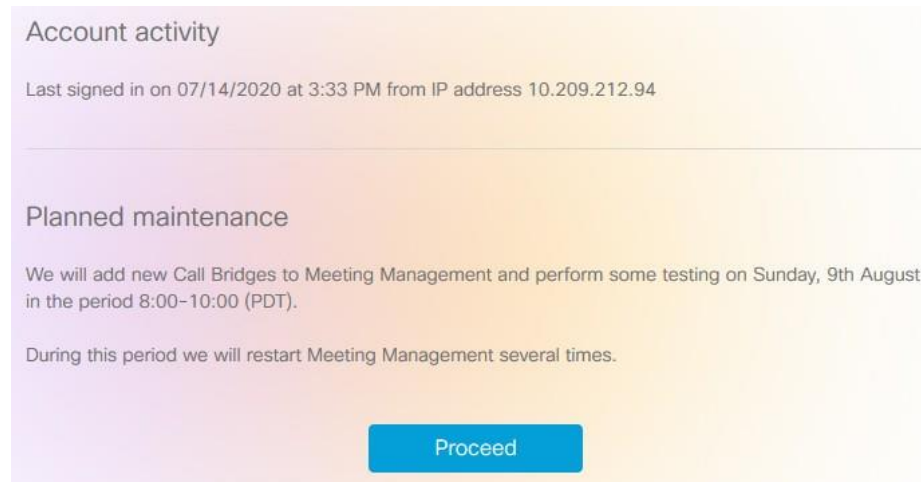 Account activity
Last signed in on 07/14/2020 at 3:33 PM from IP address 10.209.212.94
Planned maintenance
We will add new Call Bridges to Meeting Management and perform some testing on Sunday, 9th August
in the period 8:00-10:00 (PDT).
During this period we will restart Meeting Management several times.
Proceed